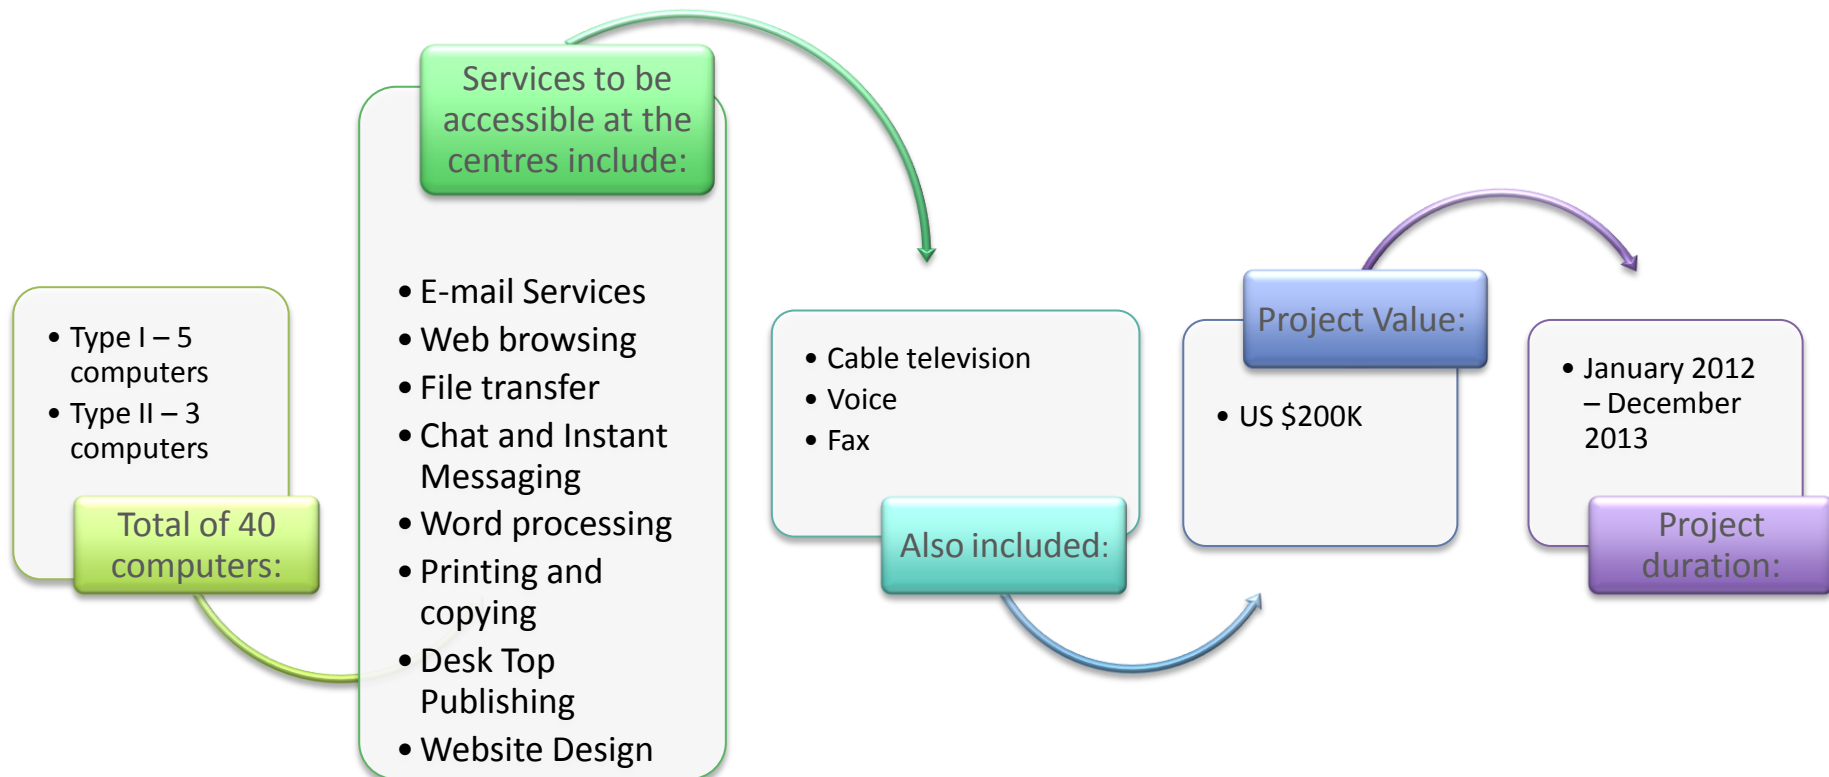 • Type I – 5
computers
• Type II – 3
computers
Total of 40
computers:
Services to be
accessible at the
centres include:
• E-mail Services
• Web browsing
• File transfer
• Chat and Instant
Messaging
• Word processing
• Printing and
copying
• Desk Top
Publishing
• Website Design
• Cable television
• Voice
• Fax
Also included:
Project Value:
• US $200K
• January 2012
– December
2013
Project
duration: